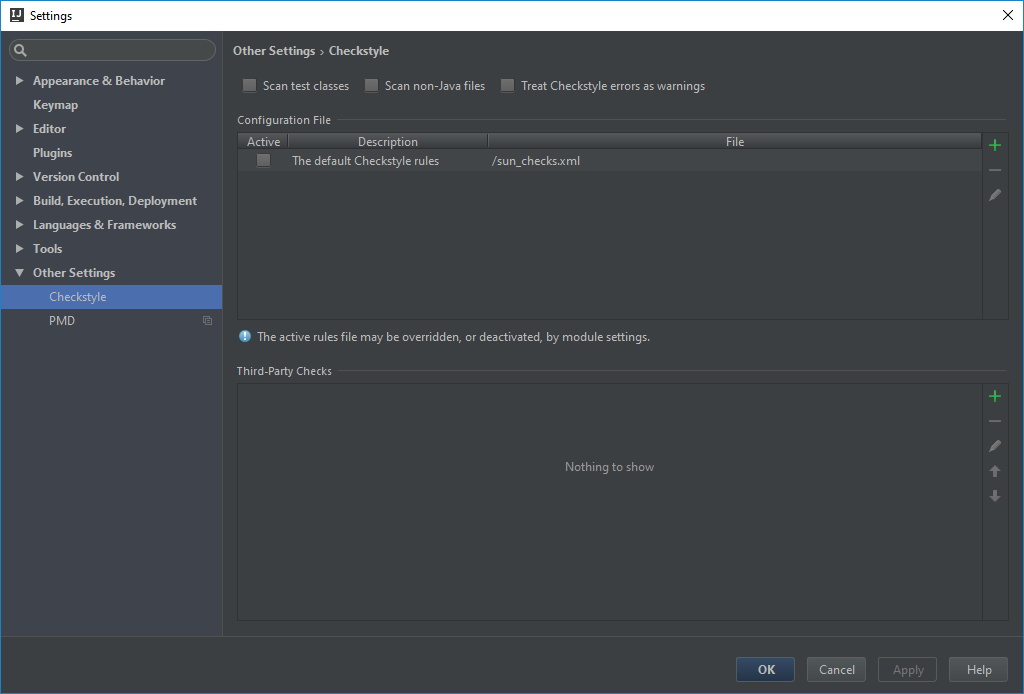 Settings
Appearance & Behavior
Keymap
Editor
Plugins
Version Control
Build, Execution, Deployment
Languages & Frameworks
Tools
Other Settings
Checkstyle
PMD
Other Settings › Checkstyle
Scan test classes Scan non-Java files Treat Checkstyle errors as warnings
Configuration File
Active Description File
The default Checkstyle rules /sun_checks.xml
The active rules file may be overridden, or deactivated, by module settings.
Third-Party Checks
Nothing to show
OK Cancel Apply Help